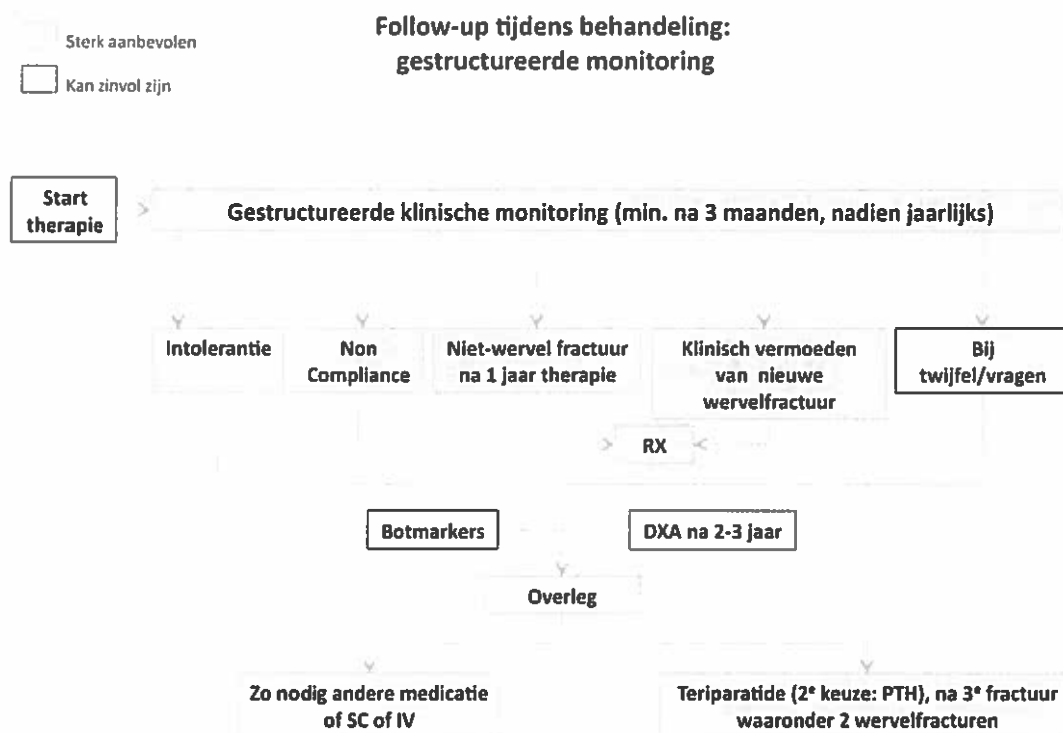 Follow-up tijdens behandeling:
gestructureerde monitoring
Sterk aanbevolen
Kan zinvol zijn
Start
therapie
Gestructureerde klinische monitoring (min. na 3 maanden, nadien jaarlijks)
Intolerantie
Non
Compliance
Niet-wervel fractuur
na 1 jaar therapie
Klinisch vermoeden
van nieuwe
wervelfractuur
Bij
twijfel/vragen
RX
Botmarkers
DXA na 2-3 jaar
Overleg
Zo nodig andere medicatie
of SC of IV
Teriparatide (2ᵉ keuze: PTH), na 3ᵉ fractuur
waaronder 2 wervelfracturen